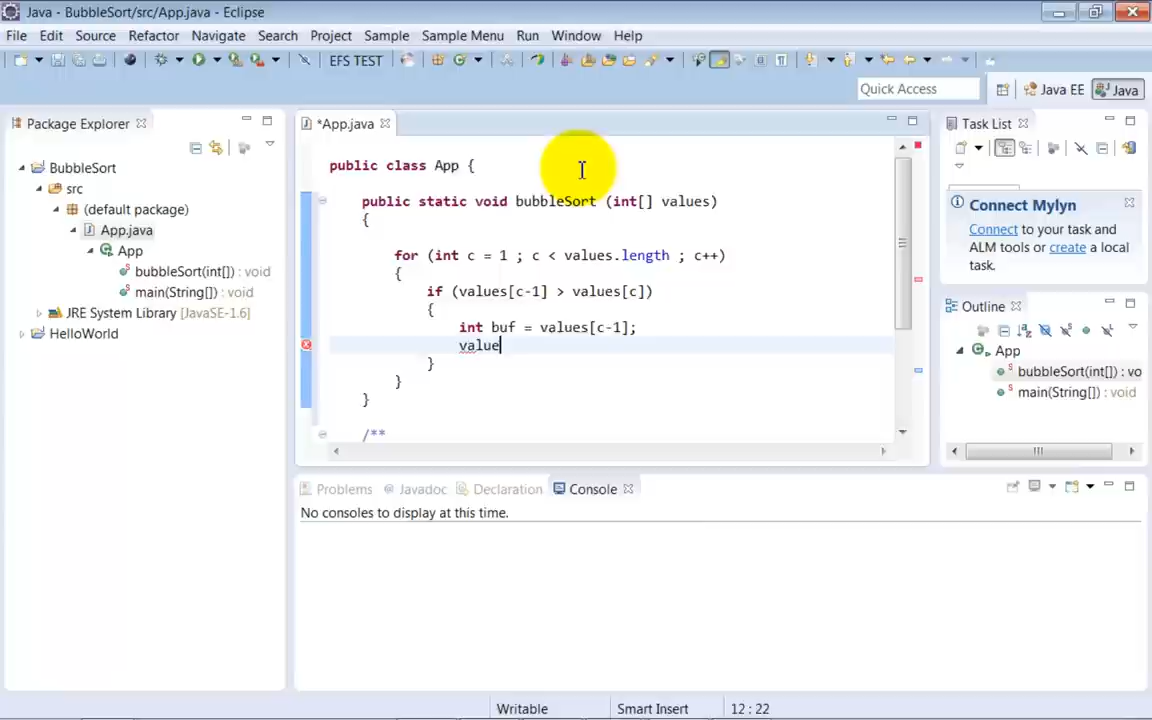 Java - BubbleSort/src/App.java - Eclipse
File Edit Source Refactor Navigate Search Project Sample Sample Menu Run Window Help
EFS TEST
Quick Access
Java EE
Java
Package Explorer
BubbleSort
src
(default package)
App.java
App
bubbleSort(int[]) : void
main(String[]) : void
JRE System Library [JavaSE-1.6]
HelloWorld
*App.java
public class App {
public static void bubbleSort (int[] values)
{
for (int c = 1 ; c < values.length ; c++)
{
if (values[c-1] > values[c])
{
int buf = values[c-1];
value
}
}
}
/**
Task List
Connect Mylyn
Connect to your task and
ALM tools or create a local
task.
Outline
App
bubbleSort(int[]) : vo
main(String[]) : void
Problems @ Javadoc Declaration Console
No consoles to display at this time.
Writable Smart Insert 12 : 22